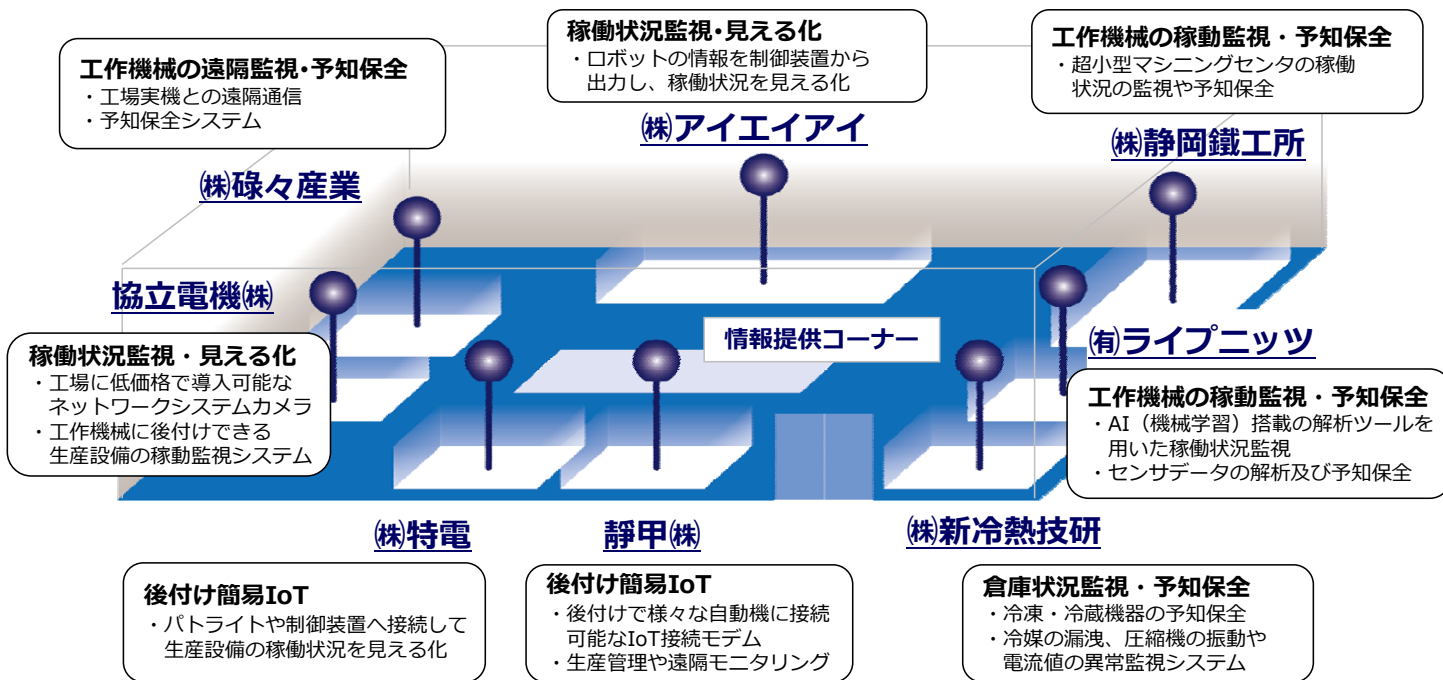 稼働状況監視・見える化
・ロボットの情報を制御装置から
出力し、稼働状況を見える化
㈱アイエイアイ
工作機械の稼動監視・予知保全
・超小型マシニングセンタの稼働
状況の監視や予知保全
㈱静岡鐵工所
工作機械の遠隔監視・予知保全
・工場実機との遠隔通信
・予知保全システム
㈱碌々産業
協立電機㈱
稼働状況監視・見える化
・工場に低価格で導入可能な
ネットワークシステムカメラ
・工作機械に後付けできる
生産設備の稼動監視システム
情報提供コーナー
㈲ライプニッツ
工作機械の稼動監視・予知保全
・AI（機械学習）搭載の解析ツールを
用いた稼働状況監視
・センサデータの解析及び予知保全
㈱特電
後付け簡易IoT
・パトライトや制御装置へ接続して
生産設備の稼働状況を見える化
靜甲㈱
後付け簡易IoT
・後付けで様々な自動機に接続
可能なIoT接続モデム
・生産管理や遠隔モニタリング
㈱新冷熱技研
倉庫状況監視・予知保全
・冷凍・冷蔵機器の予知保全
・冷媒の漏洩、圧縮機の振動や
電流値の異常監視システム